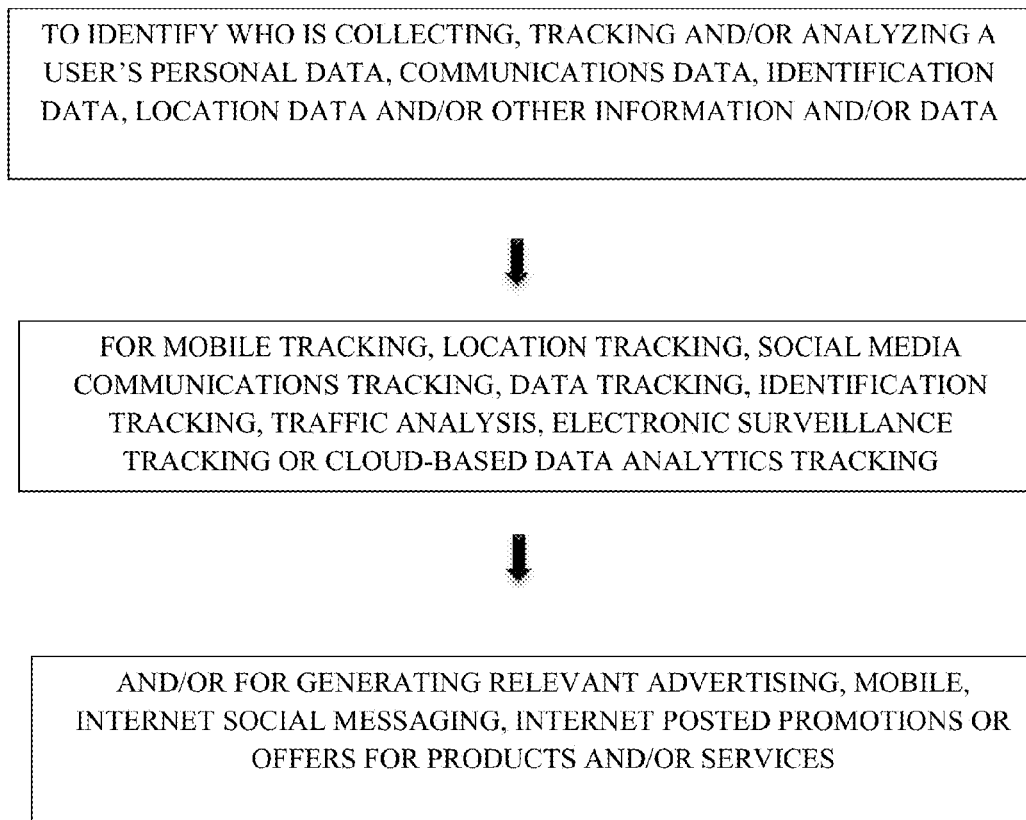 TO IDENTIFY WHO IS COLLECTING, TRACKING AND/OR ANALYZING A
USER'S PERSONAL DATA, COMMUNICATIONS DATA, IDENTIFICATION
DATA, LOCATION DATA AND/OR OTHER INFORMATION AND/OR DATA
FOR MOBILE TRACKING, LOCATION TRACKING, SOCIAL MEDIA
COMMUNICATIONS TRACKING, DATA TRACKING, IDENTIFICATION
TRACKING, TRAFFIC ANALYSIS, ELECTRONIC SURVEILLANCE
TRACKING OR CLOUD-BASED DATA ANALYTICS TRACKING
AND/OR FOR GENERATING RELEVANT ADVERTISING, MOBILE,
INTERNET SOCIAL MESSAGING, INTERNET POSTED PROMOTIONS OR
OFFERS FOR PRODUCTS AND/OR SERVICES